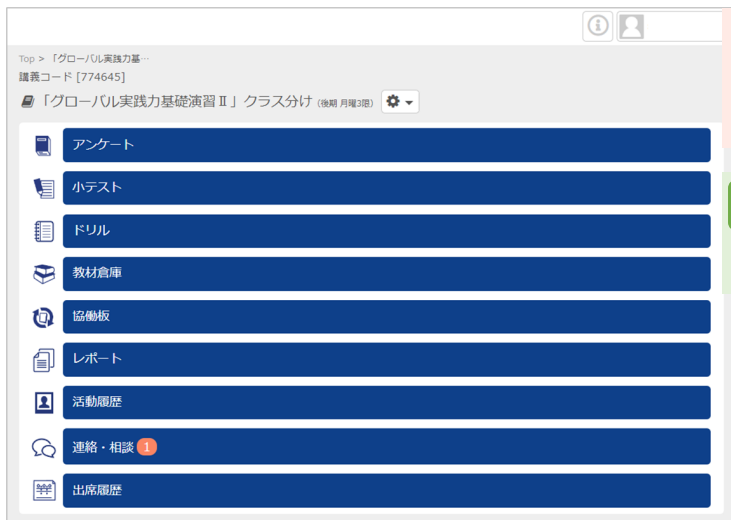 Top > 「グローバル実践力基…
講義コード [774645]
「グローバル実践力基礎演習Ⅱ」クラス分け (後期 月曜3限)
アンケート
小テスト
ドリル
教材倉庫
協働板
レポート
活動履歴
連絡・相談 1
出席履歴